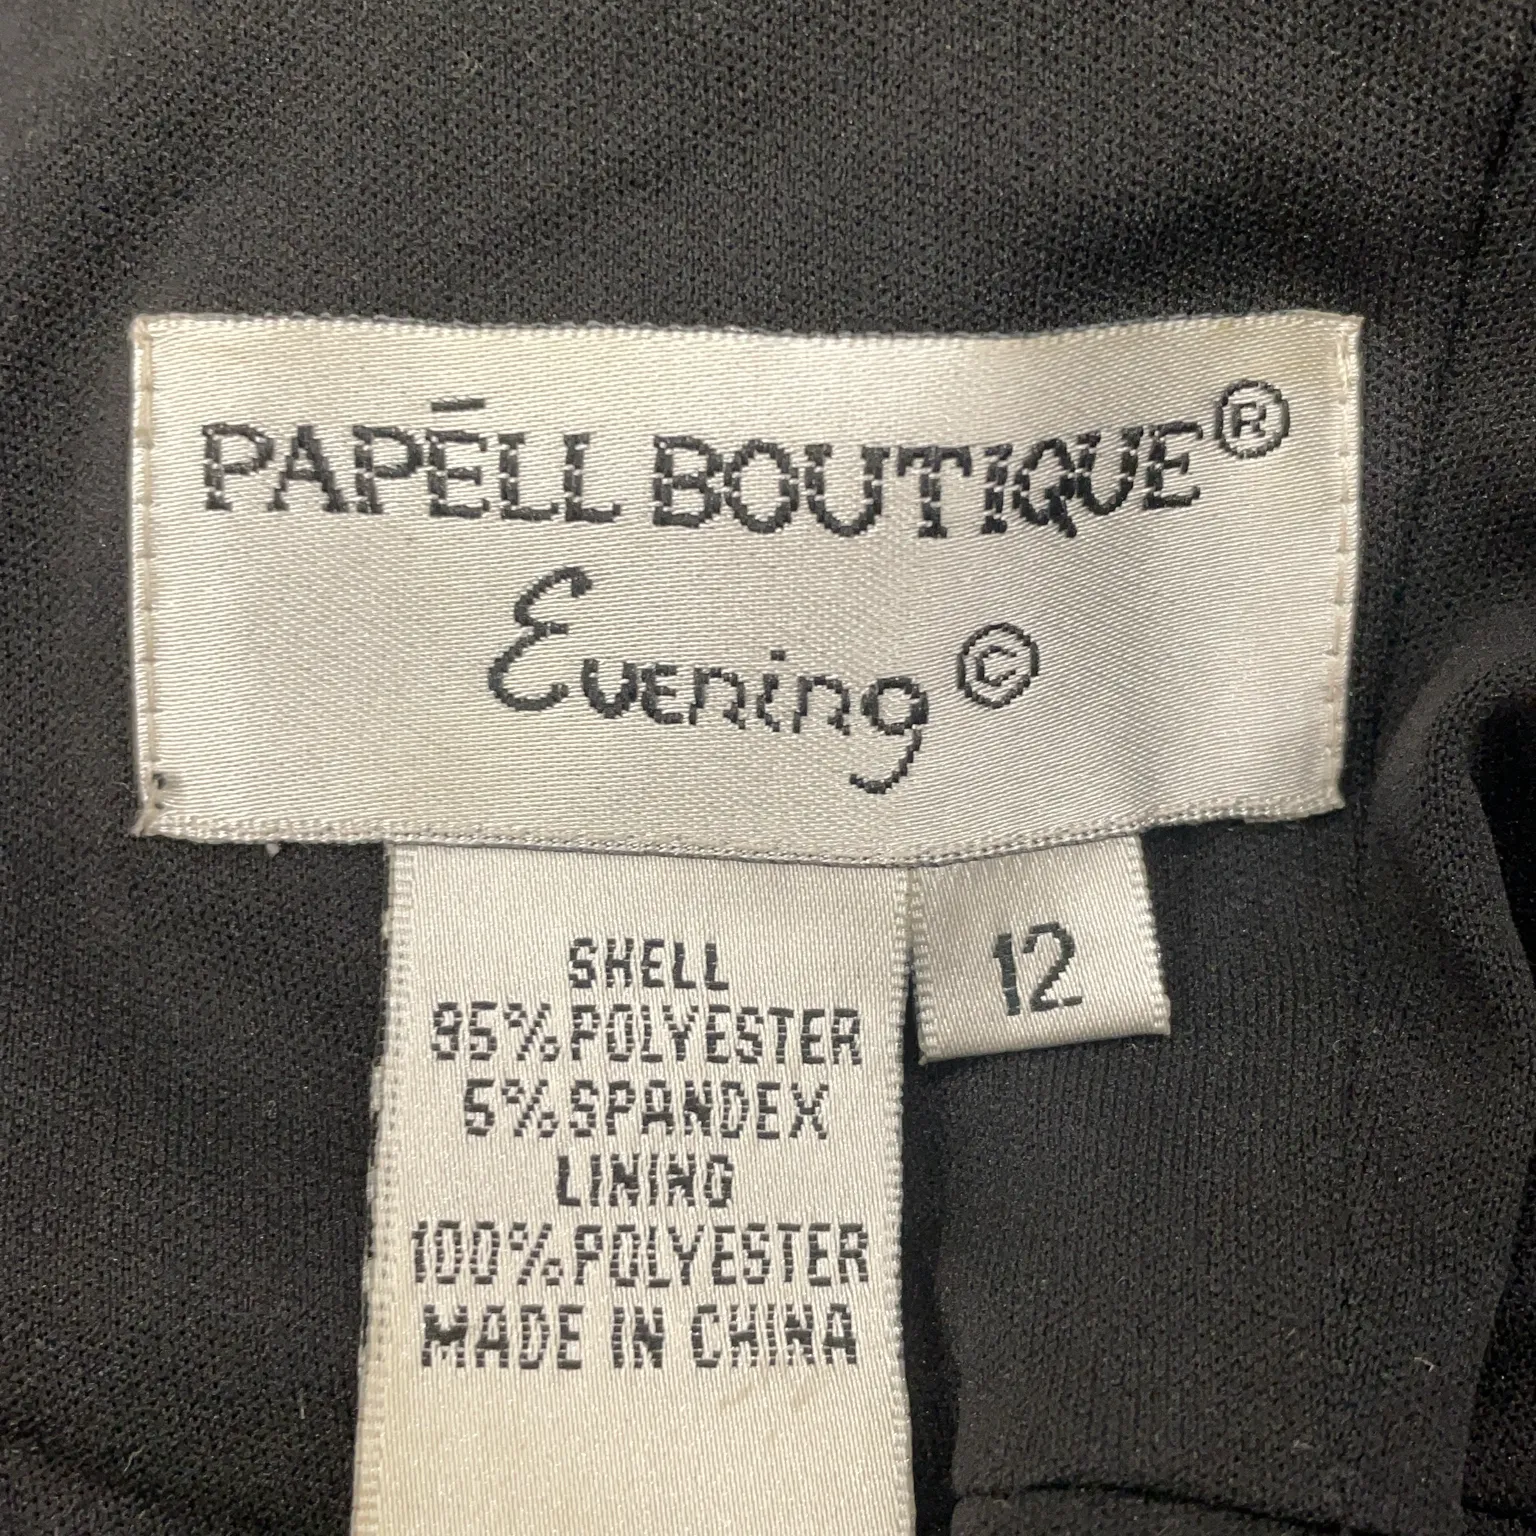 PAPĒLL BOUTIQUE®
Evening ©
12
SHELL
95% POLYESTER
5% SPANDEX
LINING
100% POLYESTER
MADE IN CHINA